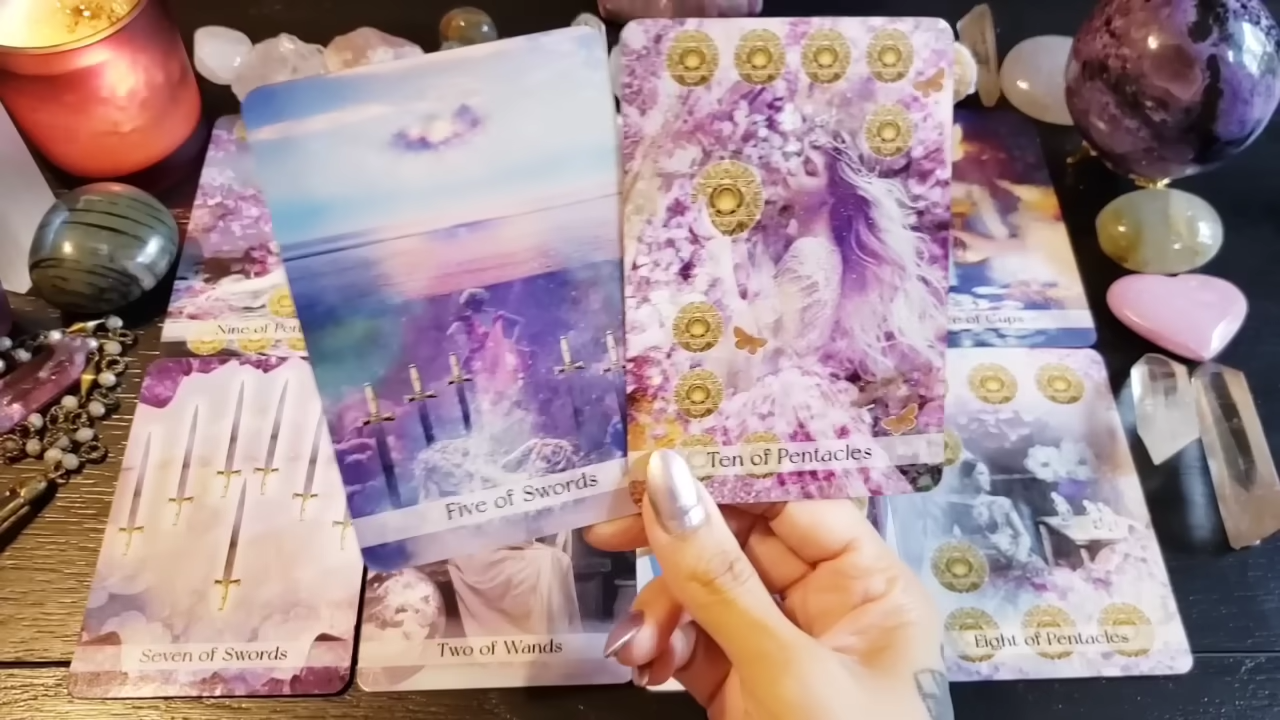 Nine of Pen
Five of Swords
Ten of Pentacles
of Cups
Seven of Swords
Two of Wands
Eight of Pentacles